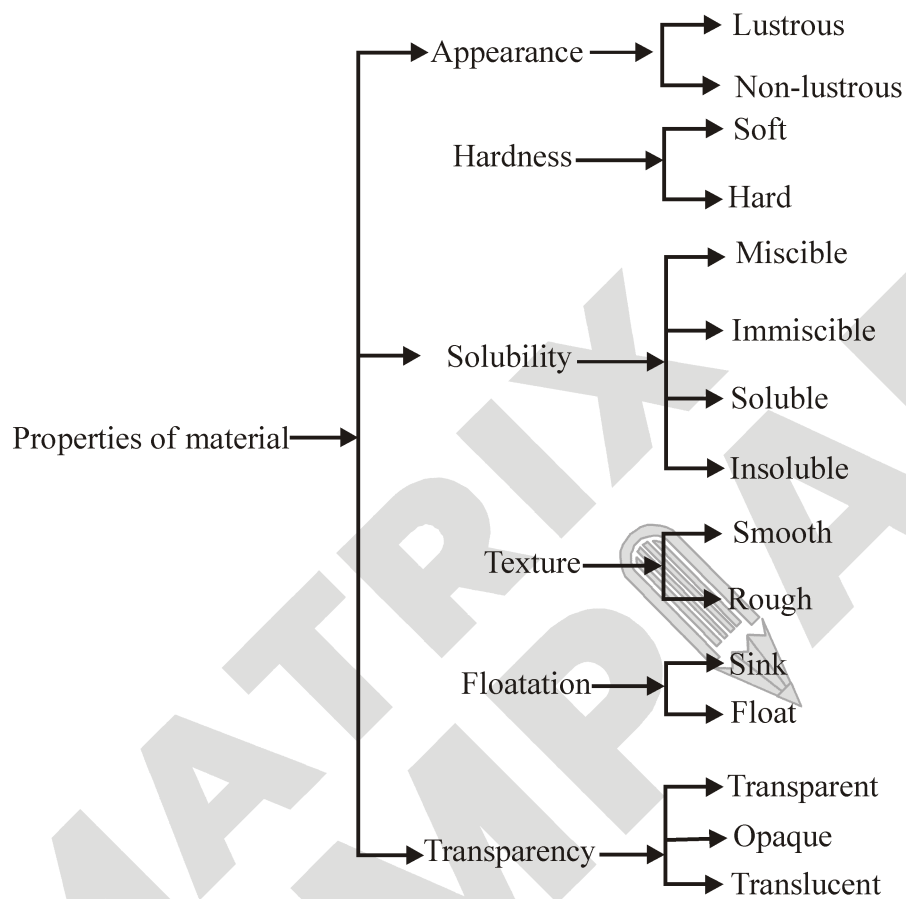 Lustrous
Appearance
Non-lustrous
Soft
Hardness
Hard
Miscible
Immiscible
Solubility
Soluble
Properties of material
Insoluble
Smooth
Texture
Rough
Sink
Floatation
Float
Transparent
Opaque
Transparency
Translucent
MATRIX